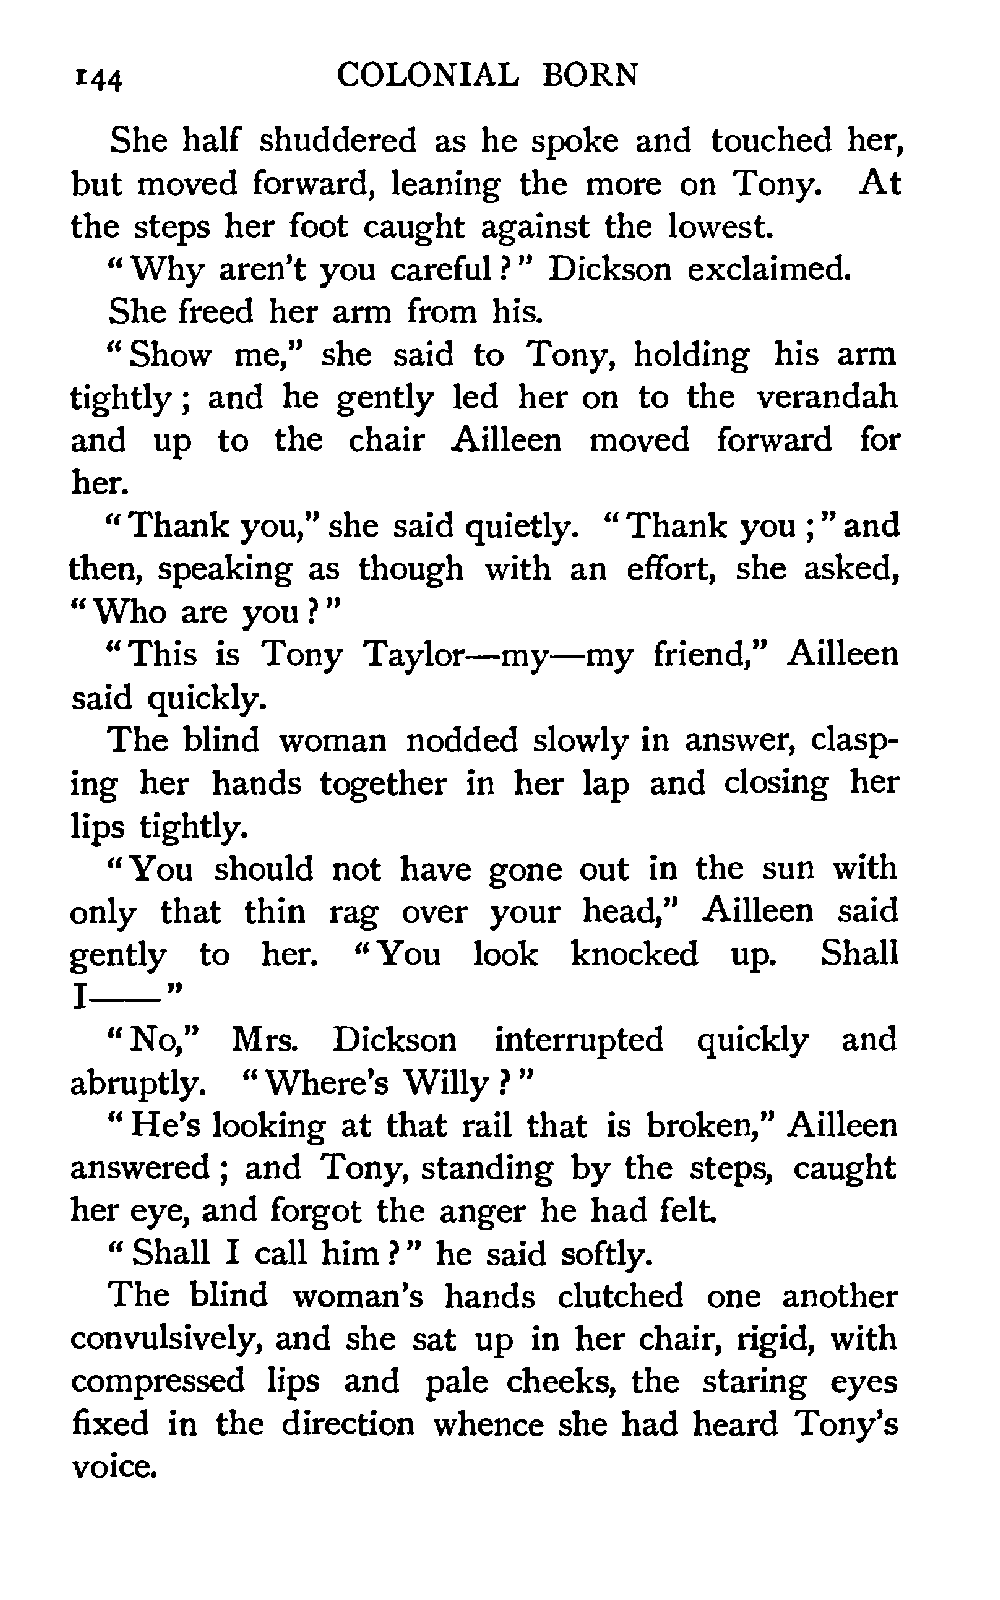 144 COLONIAL BORN
She half shuddered as he spoke and touched her,
but moved forward, leaning the more on Tony. At
the steps her foot caught against the lowest.
"Why aren't you careful?" Dickson exclaimed.
She freed her arm from his.
"Show me," she said to Tony, holding his arm
tightly; and he gently led her on to the verandah
and up to the chair Ailleen moved forward for
her.
"Thank you," she said quietly. "Thank you;" and
then, speaking as though with an effort, she asked,
"Who are you?"
"This is Tony Taylor—my—my friend," Ailleen
said quickly.
The blind woman nodded slowly in answer, clasp-
ing her hands together in her lap and closing her
lips tightly.
"You should not have gone out in the sun with
only that thin rag over your head," Ailleen said
gently to her. "You look knocked up. Shall
I——"
"No," Mrs. Dickson interrupted quickly and
abruptly. "Where's Willy?"
"He's looking at that rail that is broken," Ailleen
answered; and Tony, standing by the steps, caught
her eye, and forgot the anger he had felt.
"Shall I call him?" he said softly.
The blind woman's hands clutched one another
convulsively, and she sat up in her chair, rigid, with
compressed lips and pale cheeks, the staring eyes
fixed in the direction whence she had heard Tony's
voice.